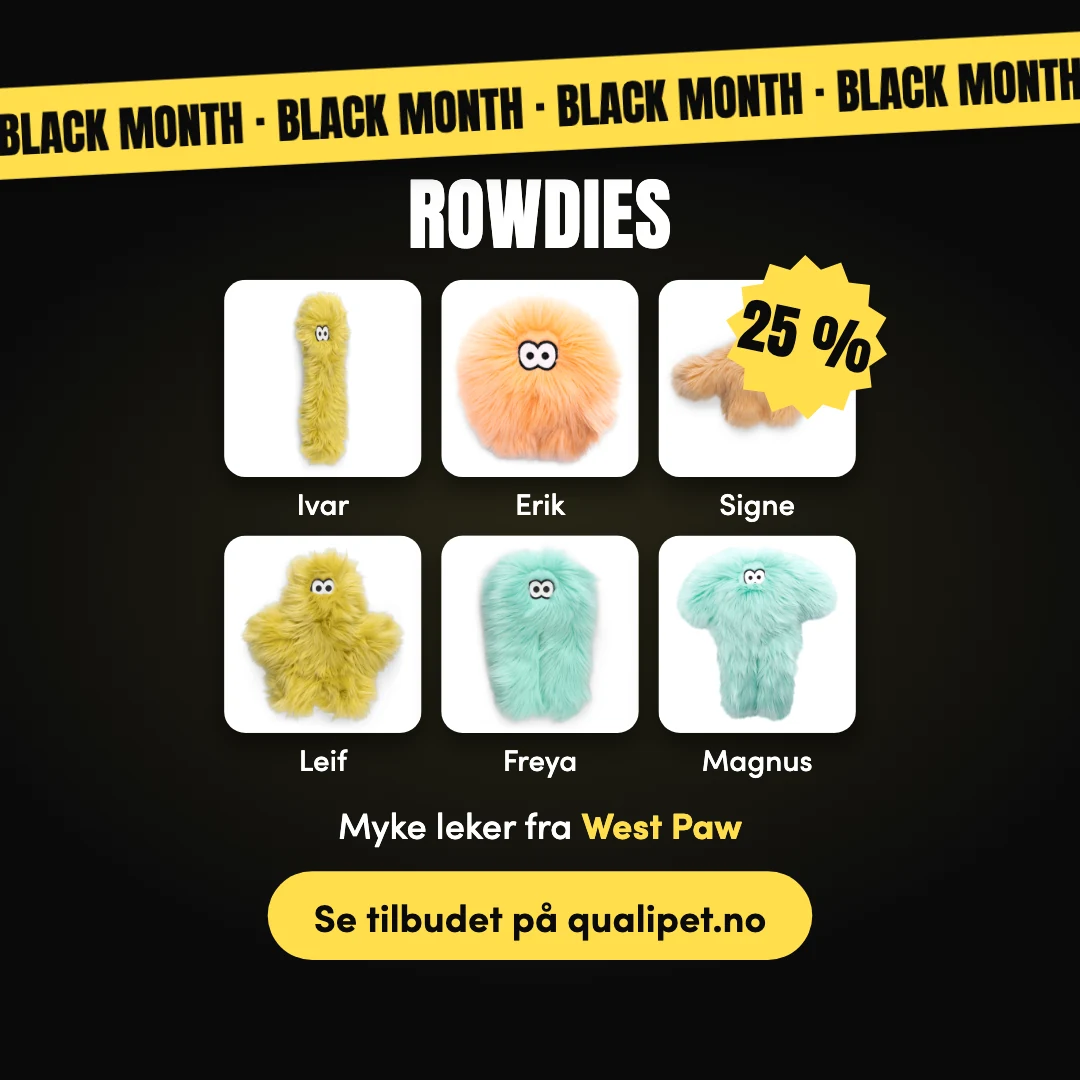 BLACK MONTH · BLACK MONTH · BLACK MONTH · BLACK MONTH
ROWDIES
25 %
Ivar
Erik
Signe
Leif
Freya
Magnus
Myke leker fra West Paw
Se tilbudet på qualipet.no